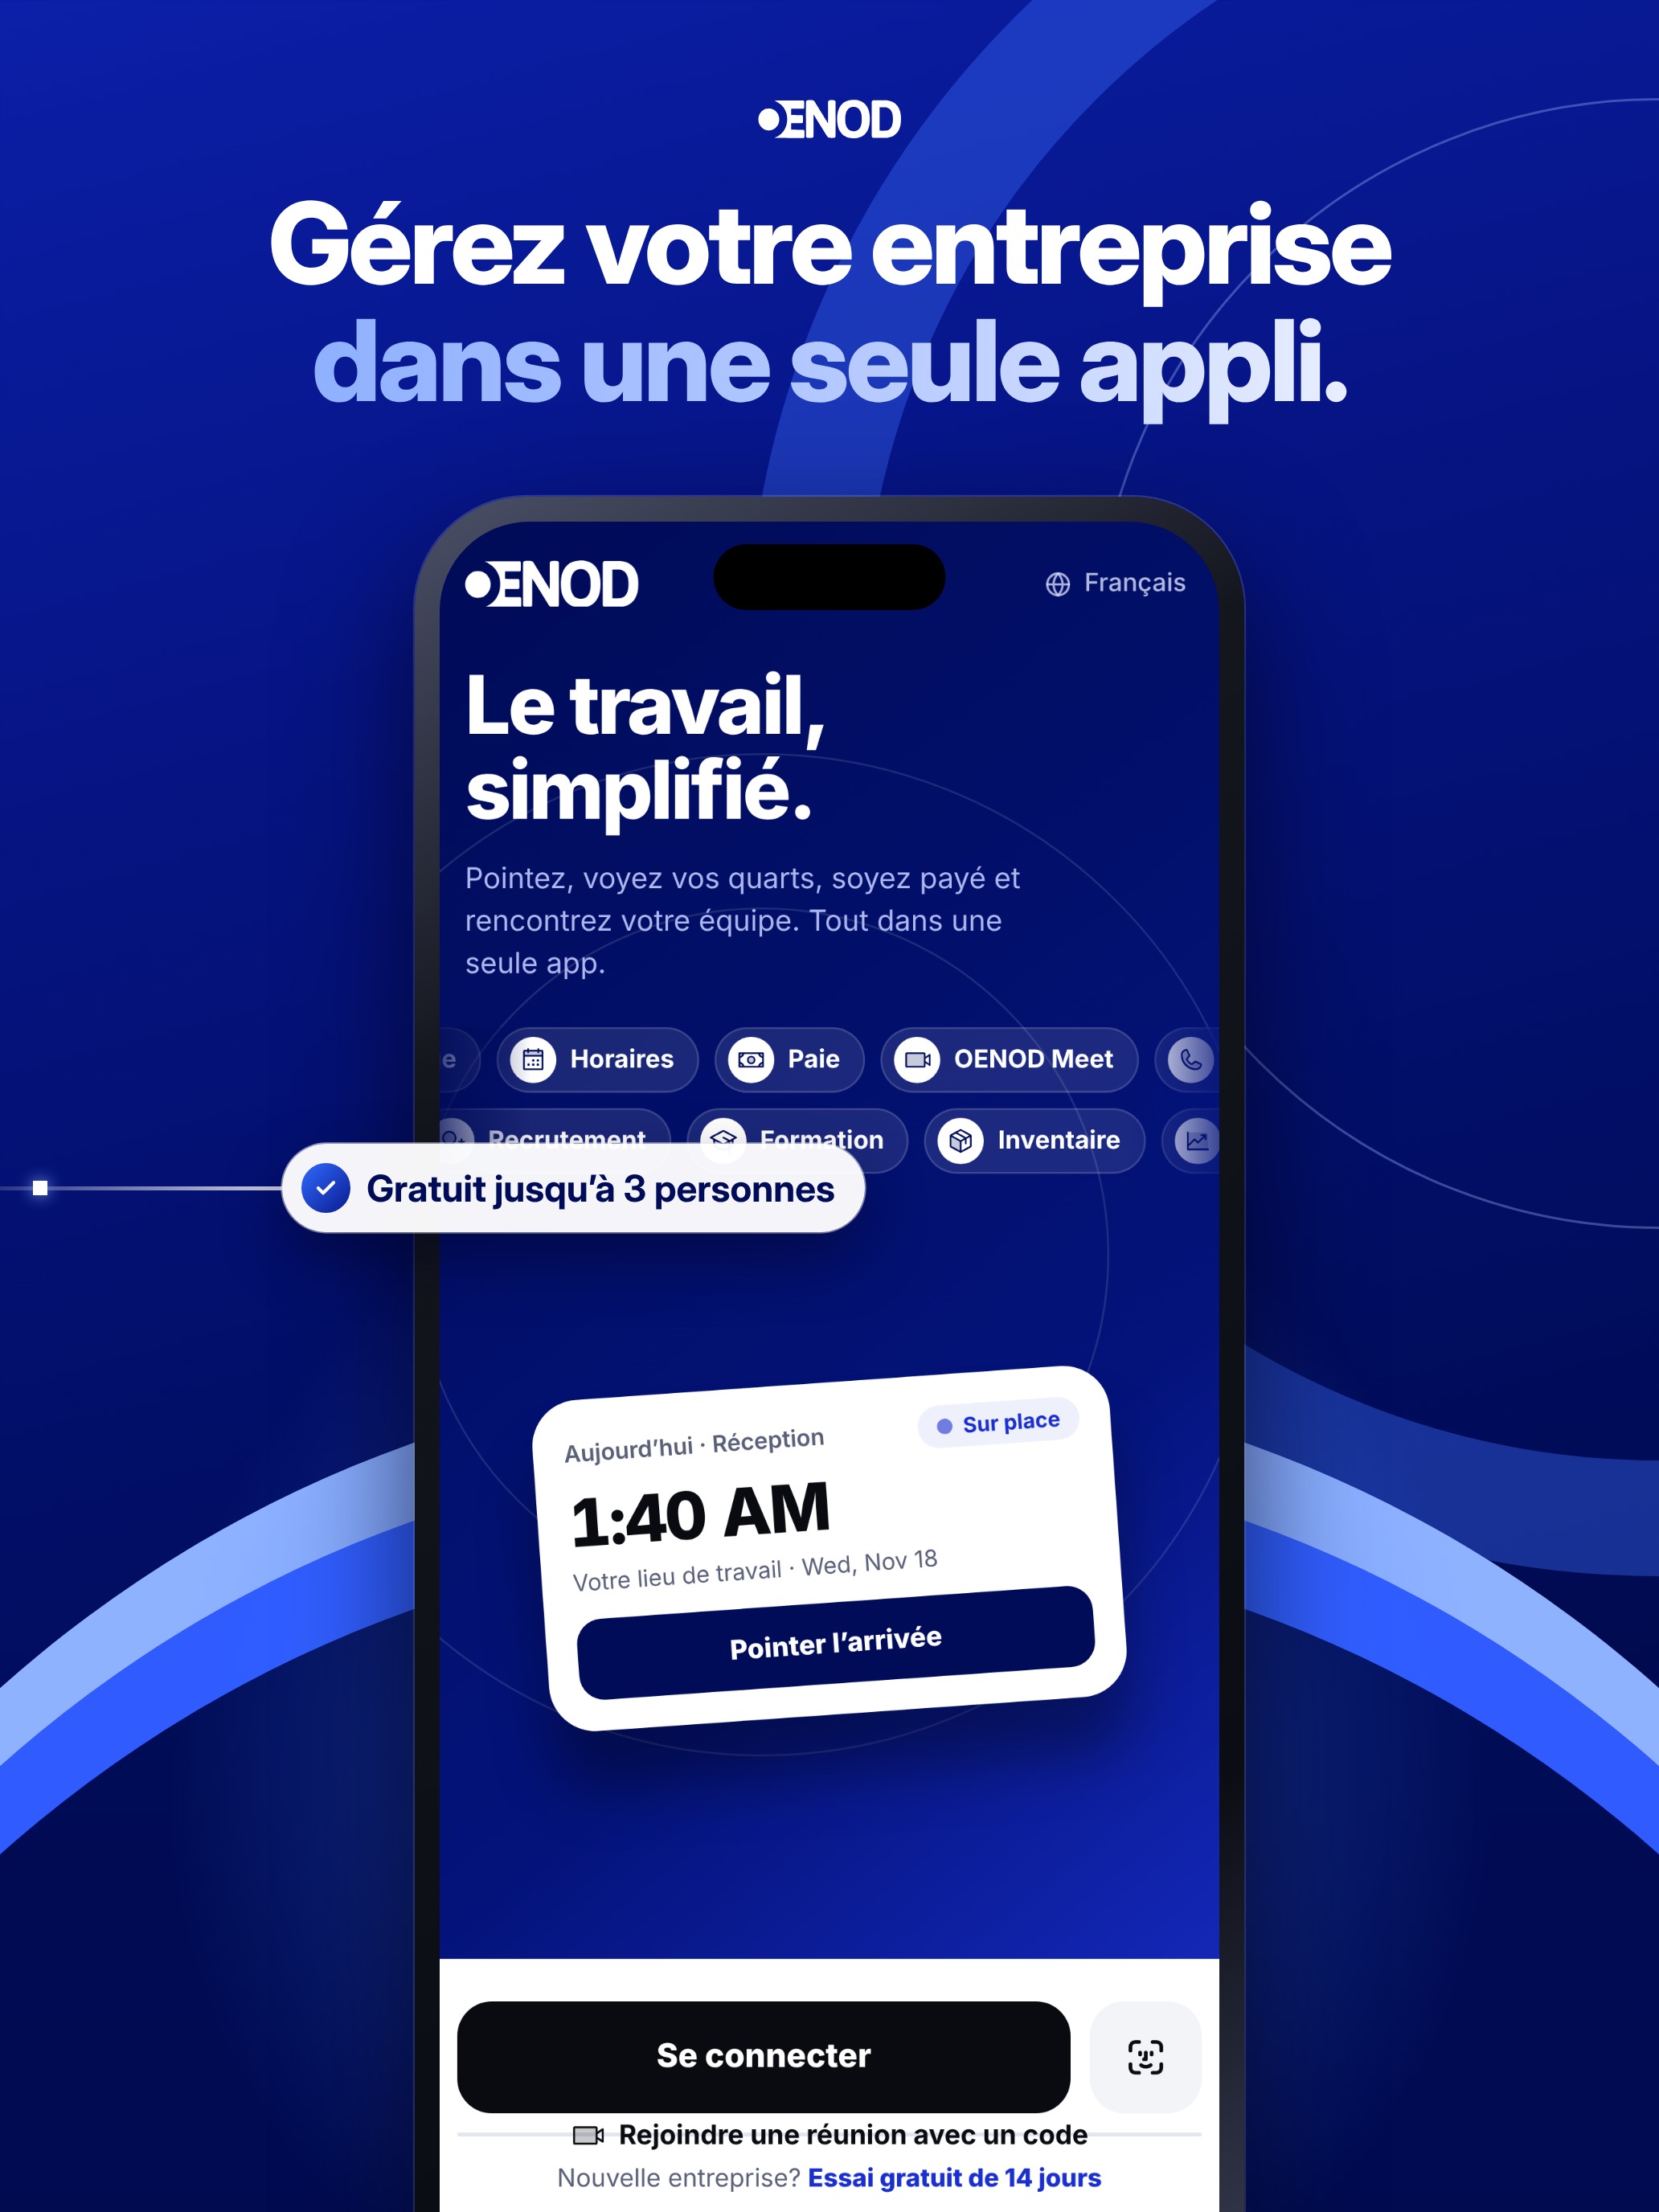 OENOD
Gérez votre entreprise
dans une seule appli.
OENOD
Français
Le travail,
simplifié.
Pointez, voyez vos quarts, soyez payé et
rencontrez votre équipe. Tout dans une
seule app.
e Horaires Paie OENOD Meet
Recrutement Formation Inventaire
Gratuit jusqu’à 3 personnes
Aujourd’hui · Réception Sur place
1:40 AM
Votre lieu de travail · Wed, Nov 18
Pointer l’arrivée
Se connecter
Rejoindre une réunion avec un code
Nouvelle entreprise? Essai gratuit de 14 jours